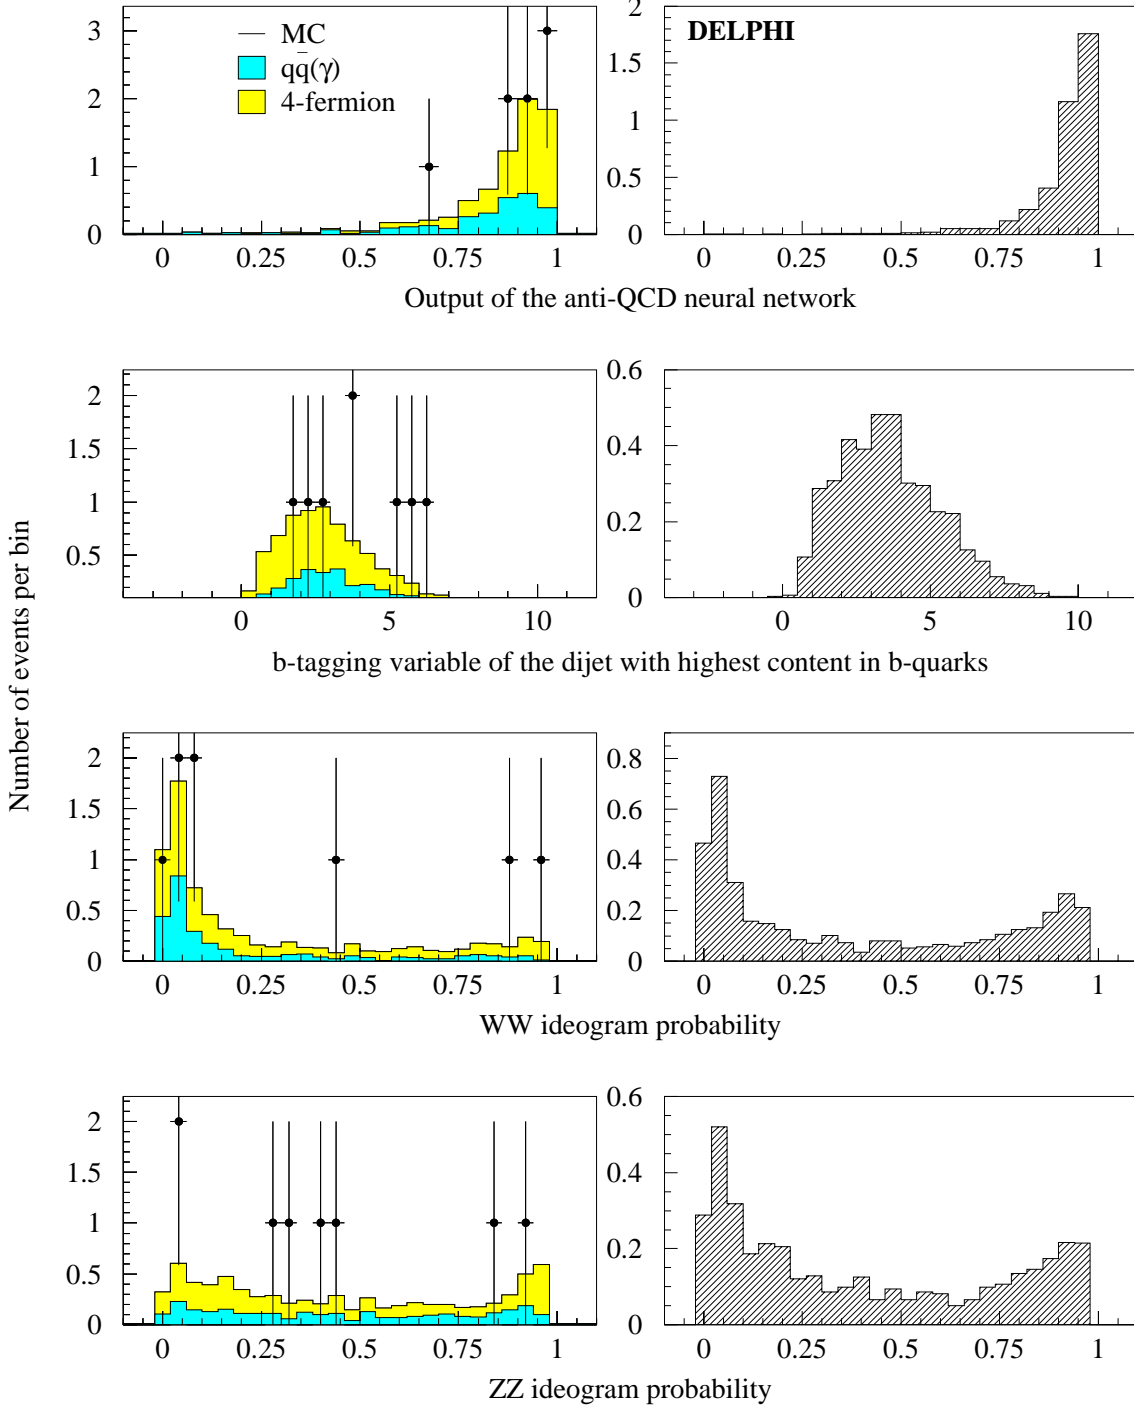 DELPHI
MC
qq̄(γ)
4-fermion
3
2
1
0
0 0.25 0.5 0.75 1
2
1.5
1
0.5
0
0 0.25 0.5 0.75 1
Output of the anti-QCD neural network
2
1.5
1
0.5
0 5 10
0.6
0.4
0.2
0
0 5 10
b-tagging variable of the dijet with highest content in b-quarks
Number of events per bin
2
1.5
1
0.5
0
0 0.25 0.5 0.75 1
0.8
0.6
0.4
0.2
0
0 0.25 0.5 0.75 1
WW ideogram probability
2
1.5
1
0.5
0
0 0.25 0.5 0.75 1
0.6
0.4
0.2
0
0 0.25 0.5 0.75 1
ZZ ideogram probability